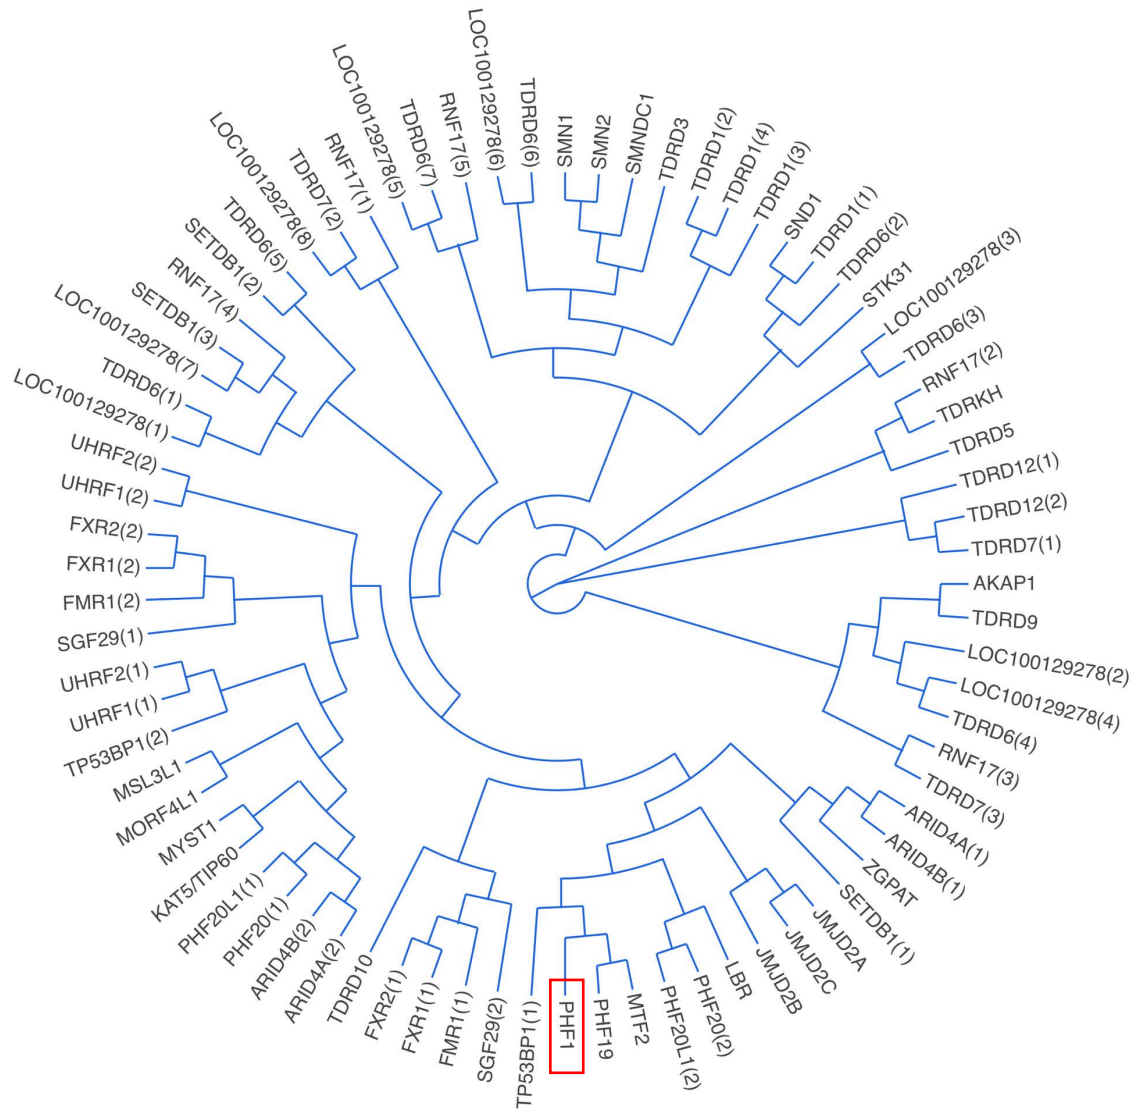 LOC100129278(6)
TDRD6(6)
SMN1
SMN2
SMNDC1
TDRD3
TDRD1(2)
TDRD1(4)
TDRD1(3)
SND1
TDRD1(1)
TDRD6(2)
STK31
LOC100129278(3)
TDRD6(3)
RNF17(2)
TDRKH
TDRD5
TDRD12(1)
TDRD12(2)
TDRD7(1)
AKAP1
TDRD9
LOC100129278(2)
LOC100129278(4)
TDRD6(4)
RNF17(3)
TDRD7(3)
ARID4A(1)
ARID4B(1)
ZGPAT
SETDB1(1)
JMJD2A
JMJD2C
JMJD2B
LBR
PHF20(2)
PHF20L1(2)
MTF2
PHF19
PHF1
TP53BP1(1)
SGF29(2)
FMR1(1)
FXR1(1)
FXR2(1)
TDRD10
ARID4A(2)
ARID4B(2)
PHF20(1)
PHF20L1(1)
KAT5/TIP60
MYST1
MORF4L1
MSL3L1
TP53BP1(2)
UHRF1(1)
UHRF2(1)
SGF29(1)
FMR1(2)
FXR1(2)
FXR2(2)
UHRF1(2)
UHRF2(2)
LOC100129278(1)
TDRD6(1)
LOC100129278(7)
SETDB1(3)
RNF17(4)
SETDB1(2)
TDRD6(5)
LOC100129278(8)
TDRD7(2)
RNF17(1)
LOC100129278(5)
TDRD6(7)
RNF17(5)